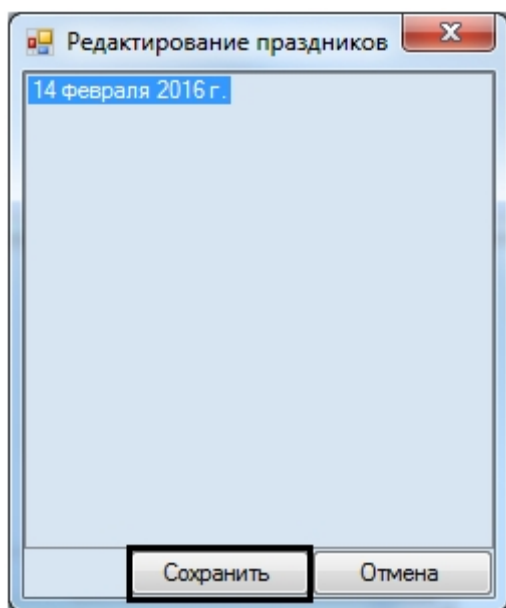 Редактирование праздников
14 февраля 2016 г.
Сохранить
Отмена